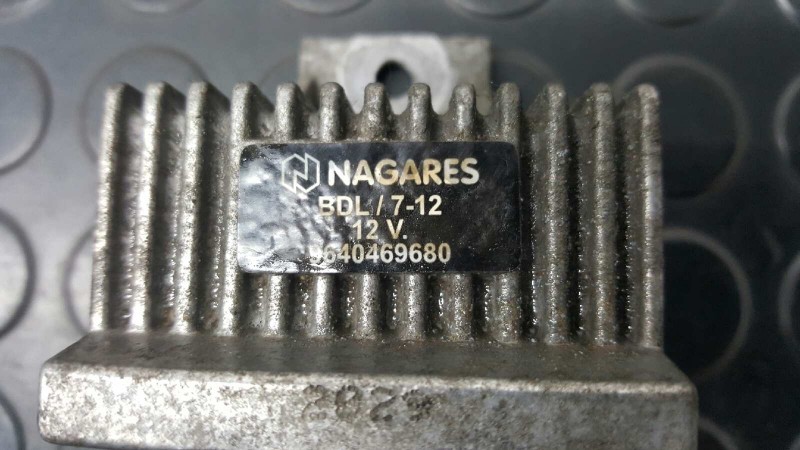 NAGARES
BDL / 7-12
12 V.
9640469680